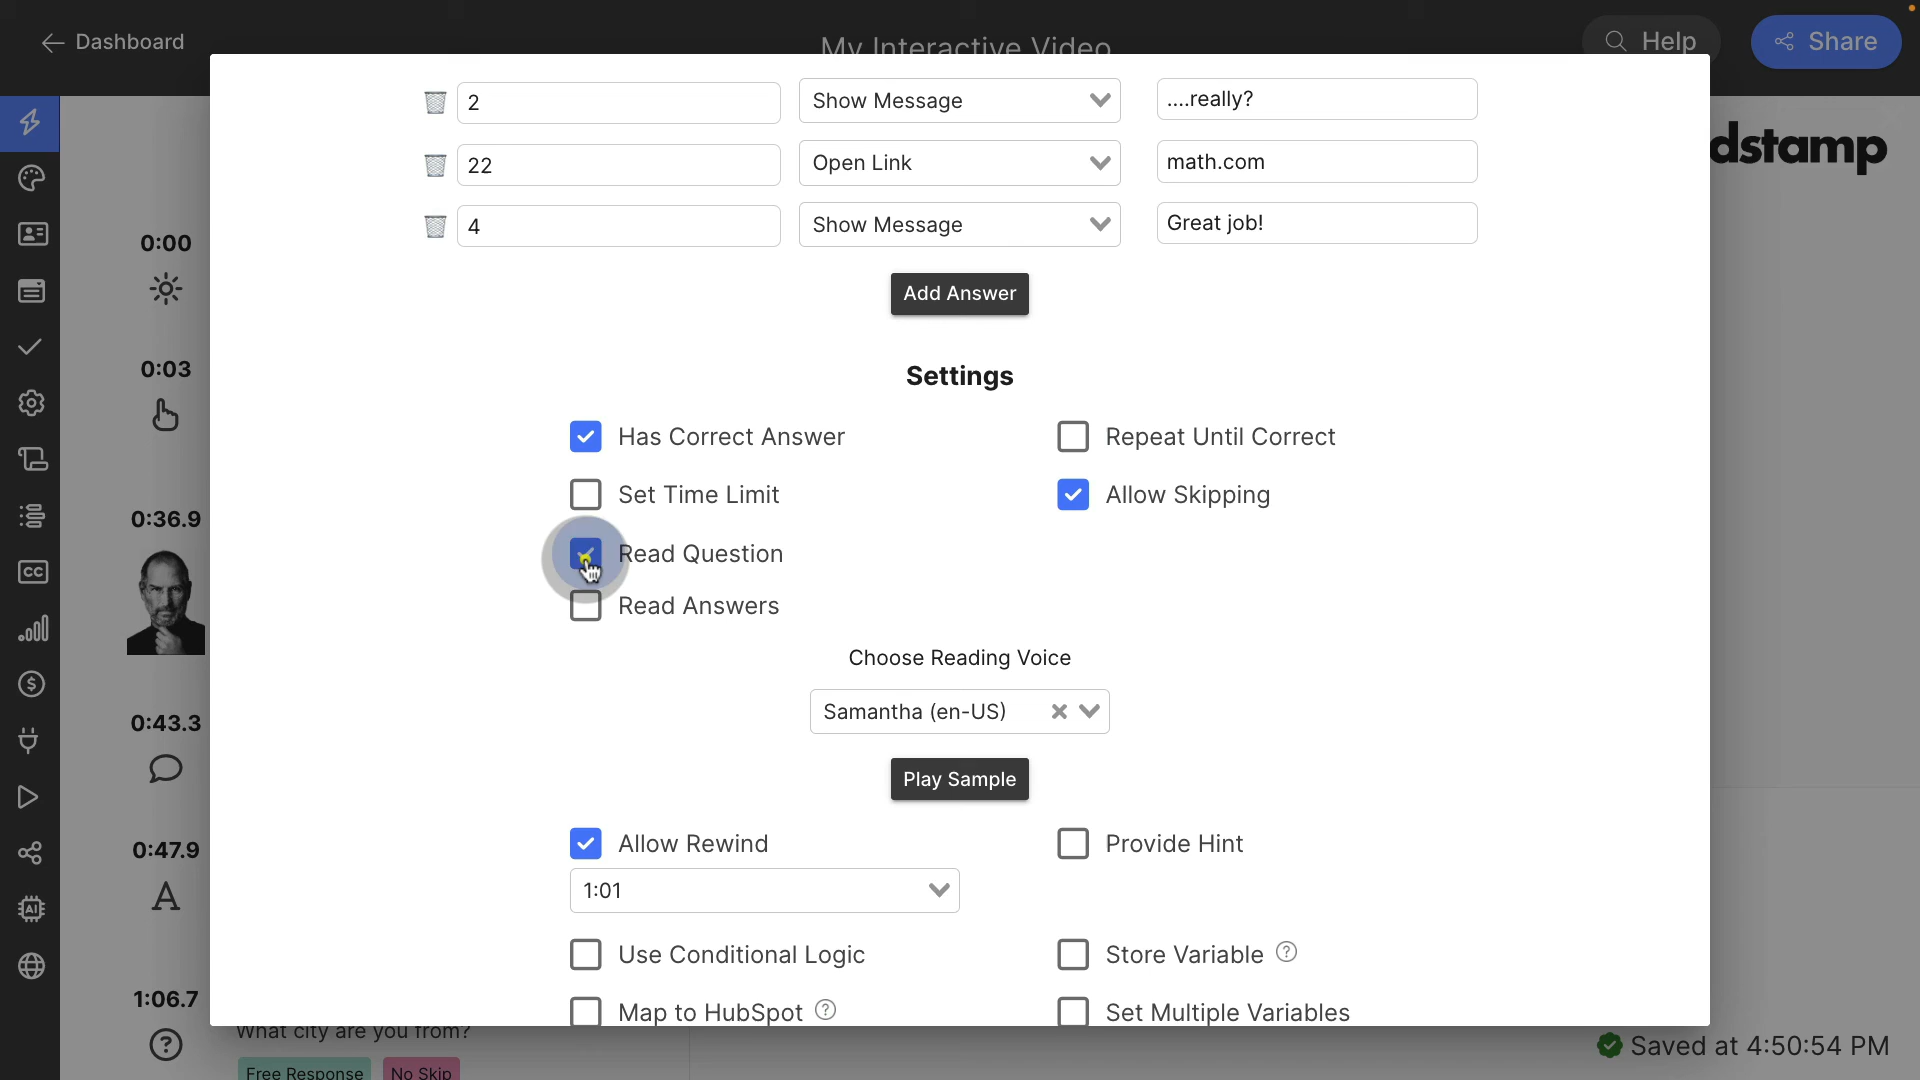 Dashboard
My Interactive Video
Help
Share
dstamp
2
Show Message
....really?
22
Open Link
math.com
4
Show Message
Great job!
Add Answer
Settings
Has Correct Answer
Repeat Until Correct
Set Time Limit
Allow Skipping
Read Question
Read Answers
Choose Reading Voice
Samantha (en-US)
Play Sample
Allow Rewind
Provide Hint
1:01
Use Conditional Logic
Store Variable ?
Map to HubSpot ?
Set Multiple Variables
0:00
0:03
0:36.9
0:43.3
0:47.9
1:06.7
CC
AI
What city are you from?
Free Response
No Skip
Saved at 4:50:54 PM